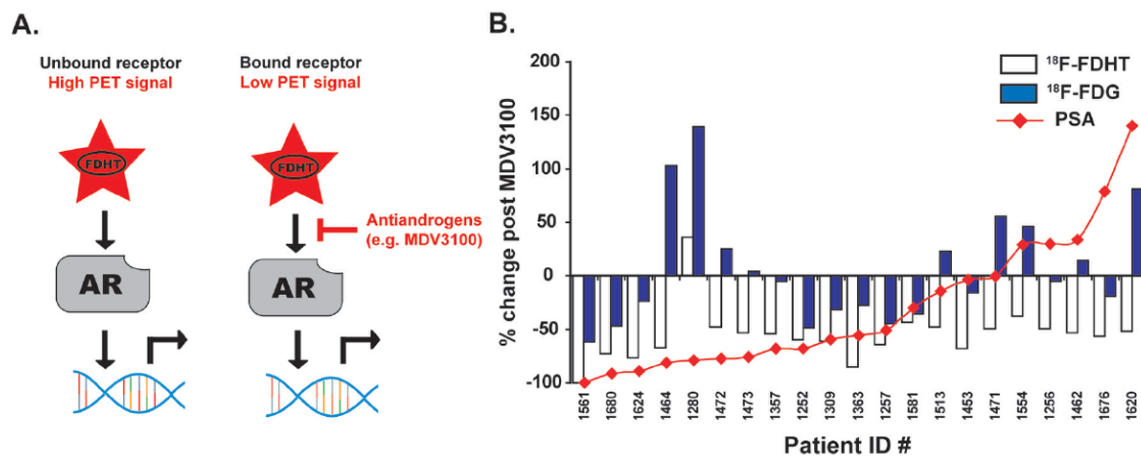 A.
Unbound receptor
High PET signal
Bound receptor
Low PET signal
FDHT
FDHT
Antiandrogens
(e.g. MDV3100)
AR
AR
B.
% change post MDV3100
200
150
100
50
0
-50
-100
18F-FDHT
18F-FDG
PSA
1561
1680
1624
1464
1280
1472
1473
1357
1252
1309
1363
1257
1581
1513
1453
1471
1554
1256
1462
1676
1620
Patient ID #